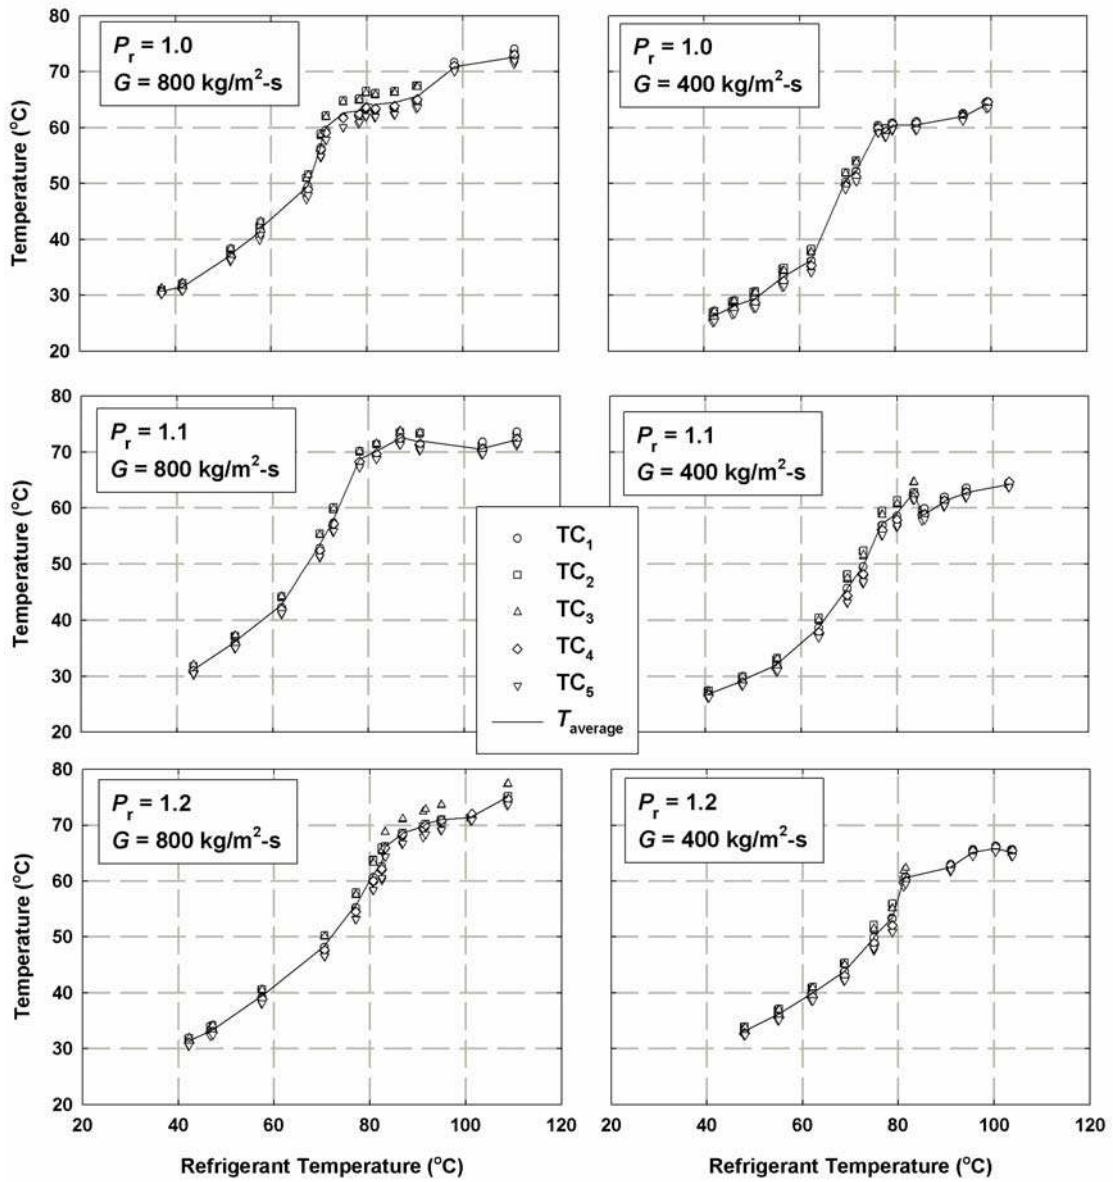 80
70
60
50
40
30
20
Temperature (°C)
Pr = 1.0
G = 800 kg/m²-s
Pr = 1.0
G = 400 kg/m²-s
80
70
60
50
40
30
20
Temperature (°C)
Pr = 1.1
G = 800 kg/m²-s
Pr = 1.1
G = 400 kg/m²-s
TC1
TC2
TC3
TC4
TC5
Taverage
80
70
60
50
40
30
20
Temperature (°C)
Pr = 1.2
G = 800 kg/m²-s
Pr = 1.2
G = 400 kg/m²-s
20 40 60 80 100 120
20 40 60 80 100 120
Refrigerant Temperature (°C)
Refrigerant Temperature (°C)